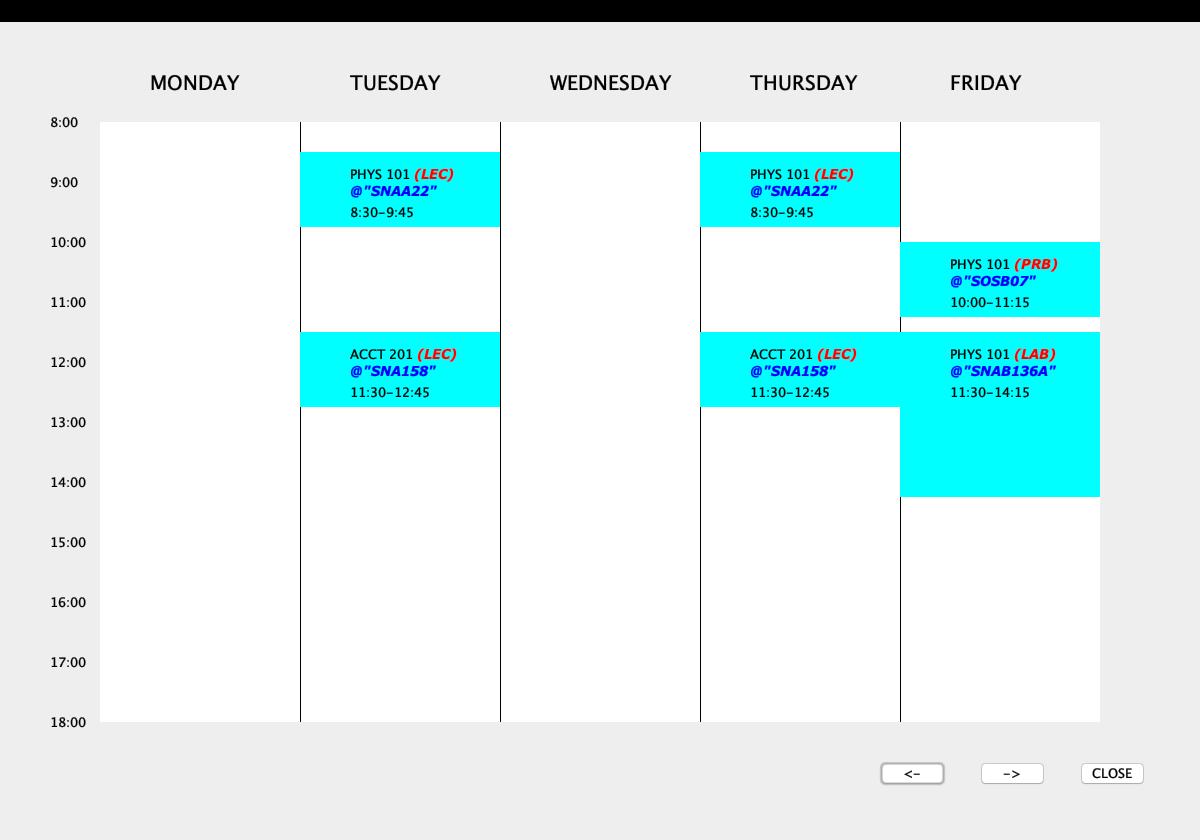 MONDAY TUESDAY WEDNESDAY THURSDAY FRIDAY
8:00
PHYS 101 (LEC) PHYS 101 (LEC)
9:00 @"SNAA22" @"SNAA22"
8:30-9:45 8:30-9:45
10:00
PHYS 101 (PRB)
@"SOSB07"
11:00 10:00-11:15
ACCT 201 (LEC) ACCT 201 (LEC) PHYS 101 (LAB)
12:00 @"SNA158" @"SNA158" @"SNAB136A"
11:30-12:45 11:30-12:45 11:30-14:15
13:00
14:00
15:00
16:00
17:00
18:00
<- -> CLOSE